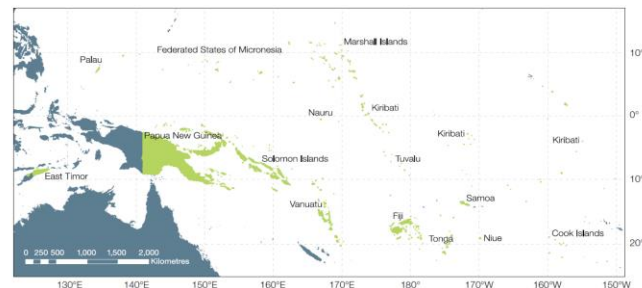 Marshall Islands
Federated States of Micronesia
Palau
10°
Nauru
Kiribati
0°
Papua New Guinea
Kiribati
Kiribati
Solomon Islands
Tuvalu
East Timor
10°
Samoa
Vanuatu
Fiji
Cook Islands
Tonga
Niue
0 250 500 1,000 1,500 2,000
Kilometres
20°
130°E 140°E 150°E 160°E 170°E 180°E 170°W 160°W 150°W